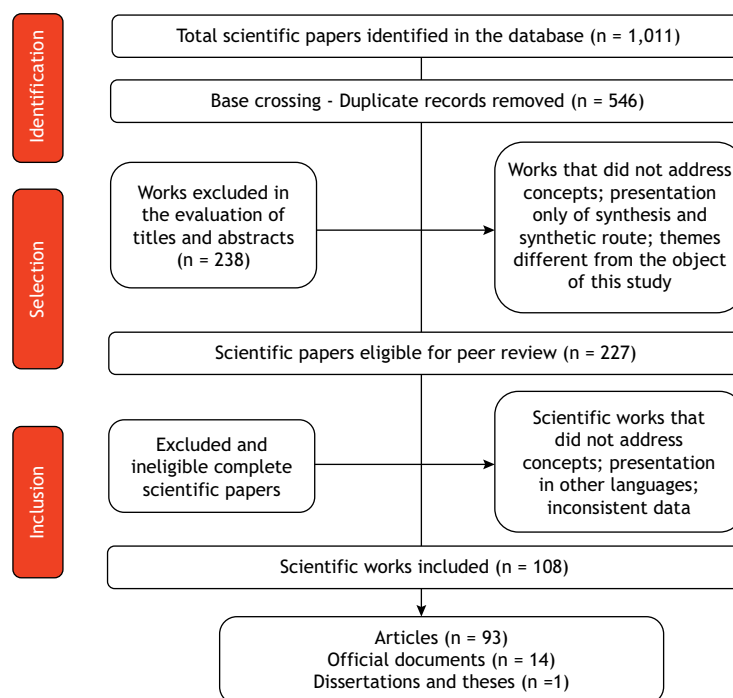 Identification
Total scientific papers identified in the database (n = 1,011)
Base crossing - Duplicate records removed (n = 546)
Selection
Works excluded in
the evaluation of
titles and abstracts
(n = 238)
Works that did not address
concepts; presentation
only of synthesis and
synthetic route; themes
different from the object
of this study
Scientific papers eligible for peer review (n = 227)
Inclusion
Excluded and
ineligible complete
scientific papers
Scientific works that
did not address
concepts; presentation
in other languages;
inconsistent data
Scientific works included (n = 108)
Articles (n = 93)
Official documents (n = 14)
Dissertations and theses (n =1)